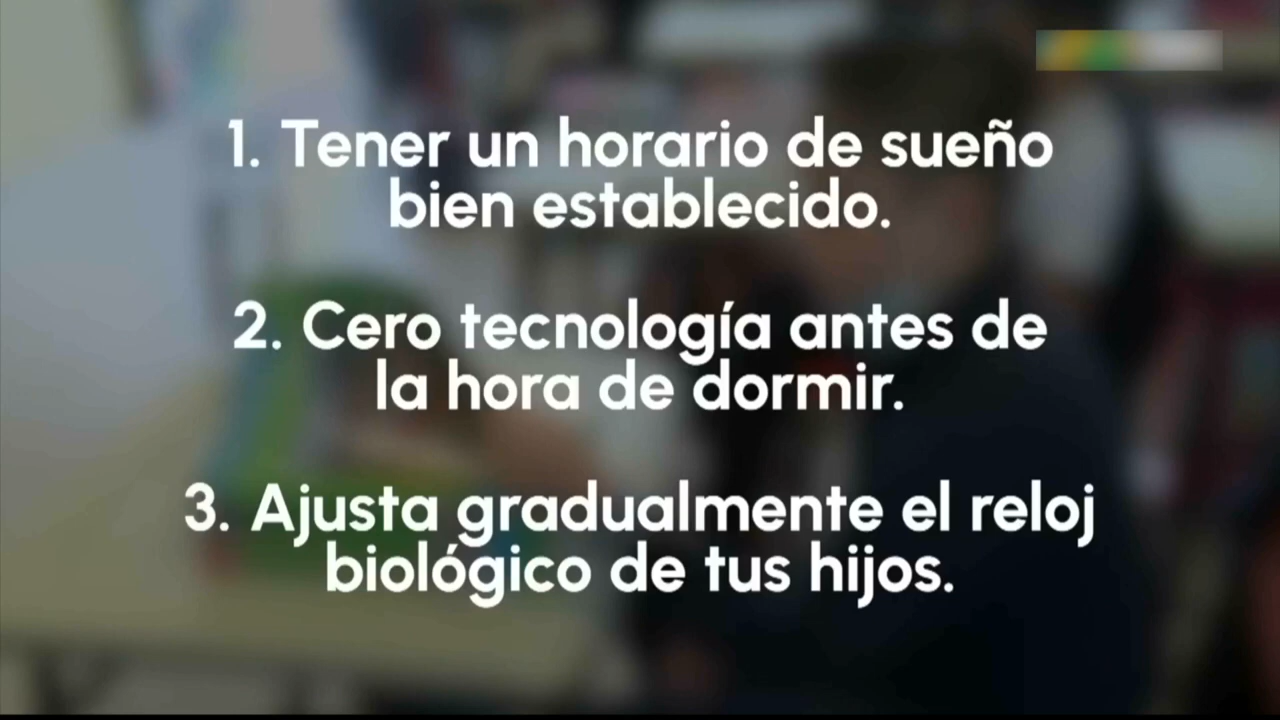 1. Tener un horario de sueño
bien establecido.
2. Cero tecnología antes de
la hora de dormir.
3. Ajusta gradualmente el reloj
biológico de tus hijos.